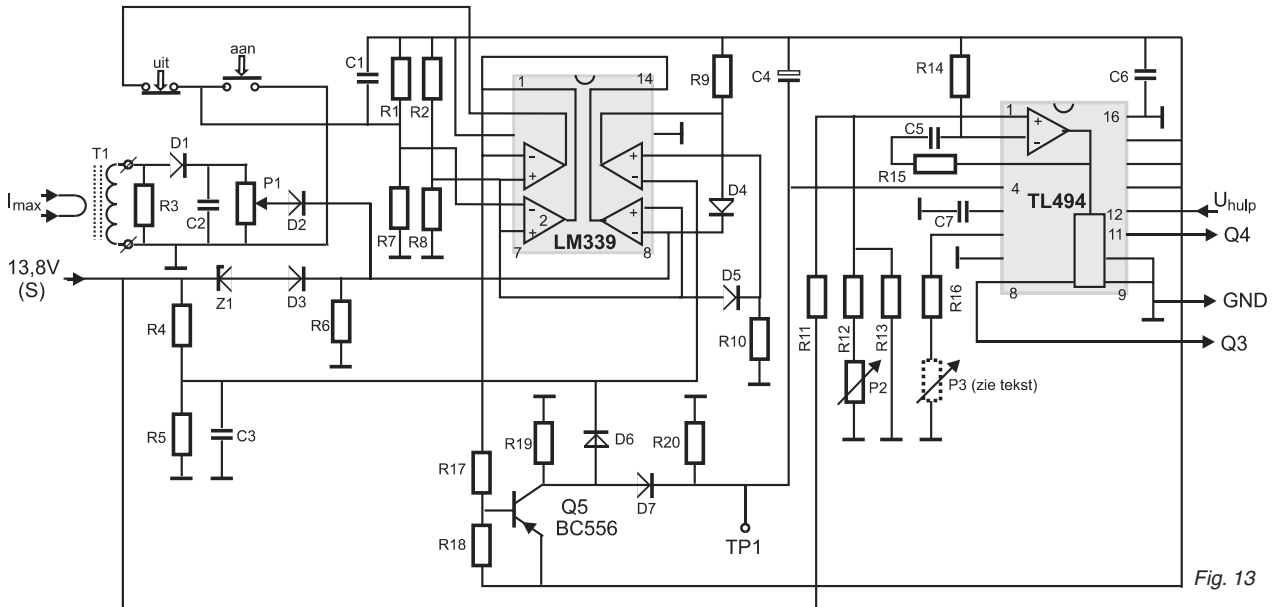 uit
aan
C1
R1
R2
1
14
R9
C4
R14
C6
1
16
C5
R15
T1
D1
R3
C2
P1
D2
Imax
R7
R8
-
+
-
+
2
+
-
+
-
LM339
7
8
D4
+
-
4
TL494
C7
12
11
8
9
Uhulp
Q4
GND
Q3
13,8V
(S)
Z1
D3
R4
R6
D5
R10
R11
R12
R13
R16
P2
P3 (zie tekst)
R5
C3
R17
R19
D6
R20
Q5
BC556
D7
R18
TP1
Fig. 13